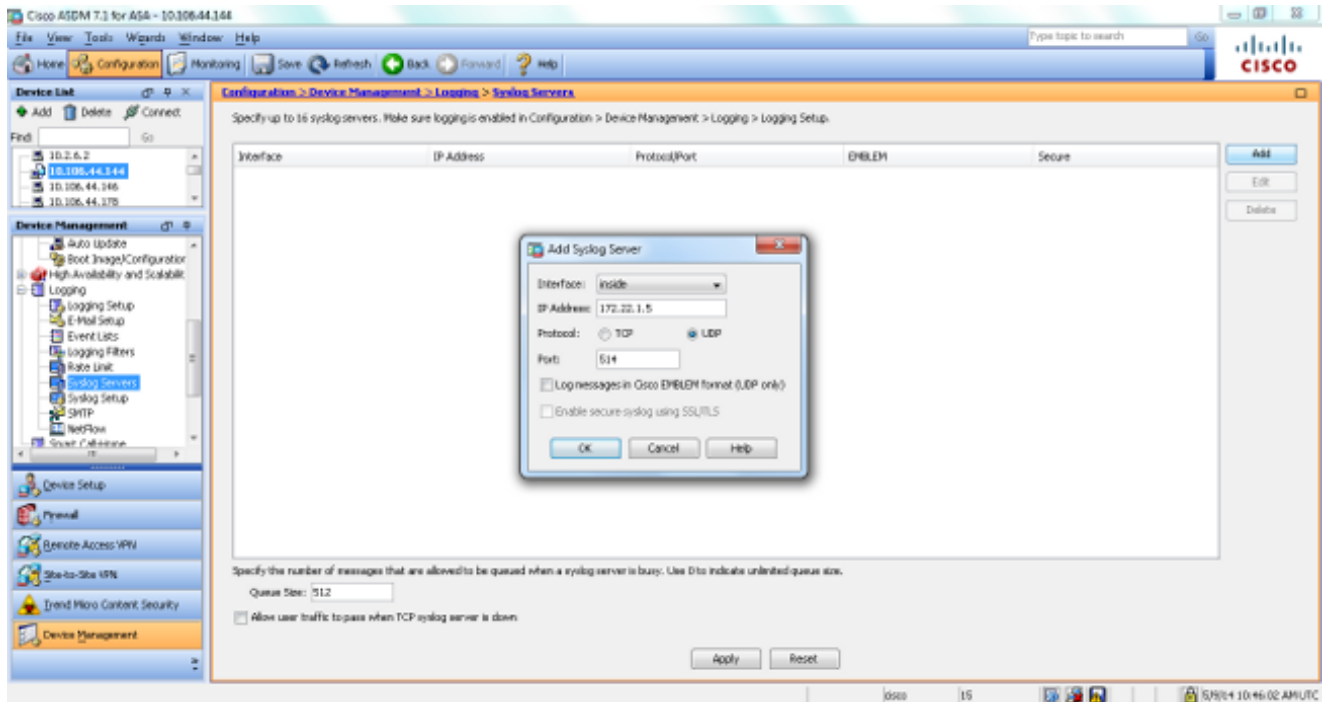 Cisco ASDM 7.1 for ASA - 10.106.44.144
File View Tools Wizards Window Help
Type topic to search Go
Home Configuration Monitoring Save Refresh Back Forward Help
CISCO
Device List
Add Delete Connect
Find: Go
10.2.6.2
10.106.44.144
10.106.44.146
10.106.44.178
Device Management
Auto Update
Boot Image/Configuration
High Availability and Scalabilit
Logging
Logging Setup
E-Mail Setup
Event Lists
Logging Filters
Rate Limit
Syslog Servers
Syslog Setup
SMTP
NetFlow
Smart Call-Home
Device Setup
Firewall
Remote Access VPN
Site-to-Site VPN
Trend Micro Content Security
Device Management
Configuration > Device Management > Logging > Syslog Servers
Specify up to 16 syslog servers. Make sure logging is enabled in Configuration > Device Management > Logging > Logging Setup.
Interface IP Address Protocol/Port EMBLEM Secure
Add
Edit
Delete
Add Syslog Server
Interface: inside
IP Address: 172.22.1.5
Protocol: TCP UDP
Port: 514
Log messages in Cisco EMBLEM format (UDP only)
Enable secure syslog using SSL/TLS
OK Cancel Help
Specify the number of messages that are allowed to be queued when a syslog server is busy. Use 0 to indicate unlimited queue size.
Queue Size: 512
Allow user traffic to pass when TCP syslog server is down
Apply Reset
cisco 15 5/9/14 10:46:02 AM UTC